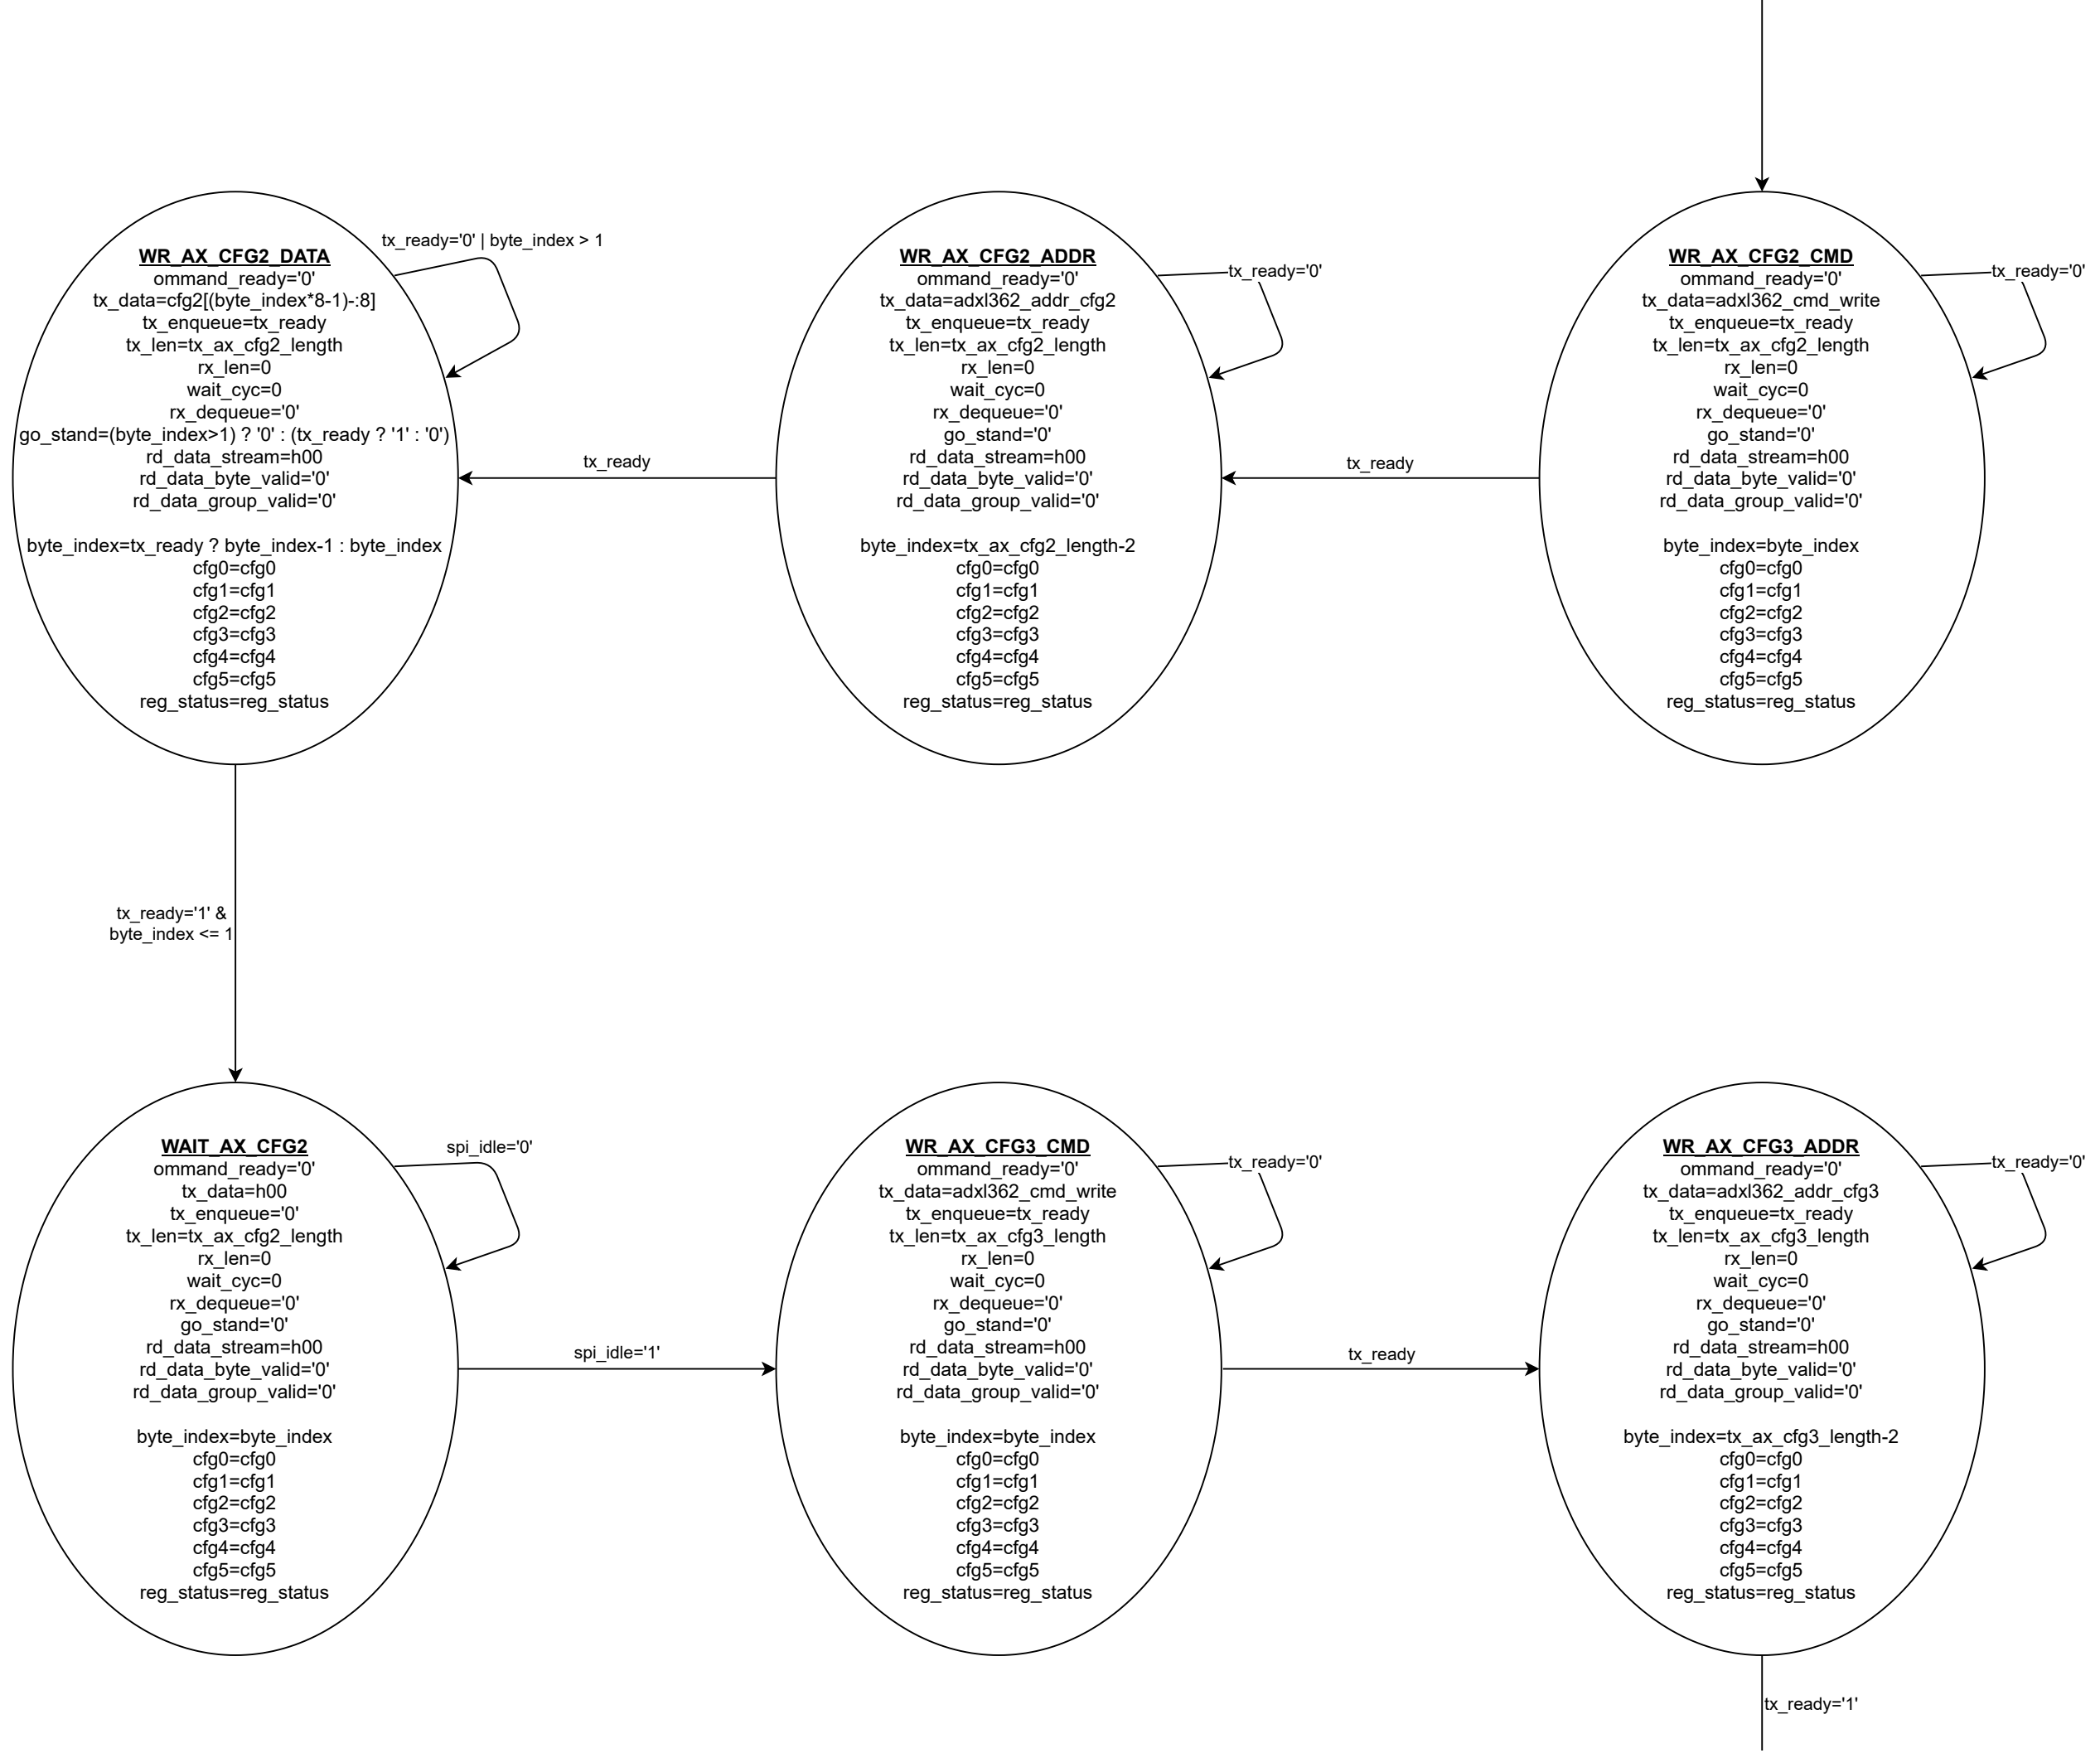 WR_AX_CFG2_DATA
ommand_ready='0'
tx_data=cfg2[(byte_index*8-1)-:8]
tx_enqueue=tx_ready
tx_len=tx_ax_cfg2_length
rx_len=0
wait_cyc=0
rx_dequeue='0'
go_stand=(byte_index>1) ? '0' : (tx_ready ? '1' : '0')
rd_data_stream=h00
rd_data_byte_valid='0'
rd_data_group_valid='0'
byte_index=tx_ready ? byte_index-1 : byte_index
cfg0=cfg0
cfg1=cfg1
cfg2=cfg2
cfg3=cfg3
cfg4=cfg4
cfg5=cfg5
reg_status=reg_status
tx_ready='0' | byte_index > 1
tx_ready
WR_AX_CFG2_ADDR
ommand_ready='0'
tx_data=adxl362_addr_cfg2
tx_enqueue=tx_ready
tx_len=tx_ax_cfg2_length
rx_len=0
wait_cyc=0
rx_dequeue='0'
go_stand='0'
rd_data_stream=h00
rd_data_byte_valid='0'
rd_data_group_valid='0'
byte_index=tx_ax_cfg2_length-2
cfg0=cfg0
cfg1=cfg1
cfg2=cfg2
cfg3=cfg3
cfg4=cfg4
cfg5=cfg5
reg_status=reg_status
tx_ready='0'
tx_ready
WR_AX_CFG2_CMD
ommand_ready='0'
tx_data=adxl362_cmd_write
tx_enqueue=tx_ready
tx_len=tx_ax_cfg2_length
rx_len=0
wait_cyc=0
rx_dequeue='0'
go_stand='0'
rd_data_stream=h00
rd_data_byte_valid='0'
rd_data_group_valid='0'
byte_index=byte_index
cfg0=cfg0
cfg1=cfg1
cfg2=cfg2
cfg3=cfg3
cfg4=cfg4
cfg5=cfg5
reg_status=reg_status
tx_ready='0'
tx_ready='1' &
byte_index <= 1
WAIT_AX_CFG2
ommand_ready='0'
tx_data=h00
tx_enqueue='0'
tx_len=tx_ax_cfg2_length
rx_len=0
wait_cyc=0
rx_dequeue='0'
go_stand='0'
rd_data_stream=h00
rd_data_byte_valid='0'
rd_data_group_valid='0'
byte_index=byte_index
cfg0=cfg0
cfg1=cfg1
cfg2=cfg2
cfg3=cfg3
cfg4=cfg4
cfg5=cfg5
reg_status=reg_status
spi_idle='0'
spi_idle='1'
WR_AX_CFG3_CMD
ommand_ready='0'
tx_data=adxl362_cmd_write
tx_enqueue=tx_ready
tx_len=tx_ax_cfg3_length
rx_len=0
wait_cyc=0
rx_dequeue='0'
go_stand='0'
rd_data_stream=h00
rd_data_byte_valid='0'
rd_data_group_valid='0'
byte_index=byte_index
cfg0=cfg0
cfg1=cfg1
cfg2=cfg2
cfg3=cfg3
cfg4=cfg4
cfg5=cfg5
reg_status=reg_status
tx_ready='0'
tx_ready
WR_AX_CFG3_ADDR
ommand_ready='0'
tx_data=adxl362_addr_cfg3
tx_enqueue=tx_ready
tx_len=tx_ax_cfg3_length
rx_len=0
wait_cyc=0
rx_dequeue='0'
go_stand='0'
rd_data_stream=h00
rd_data_byte_valid='0'
rd_data_group_valid='0'
byte_index=tx_ax_cfg3_length-2
cfg0=cfg0
cfg1=cfg1
cfg2=cfg2
cfg3=cfg3
cfg4=cfg4
cfg5=cfg5
reg_status=reg_status
tx_ready='0'
tx_ready='1'